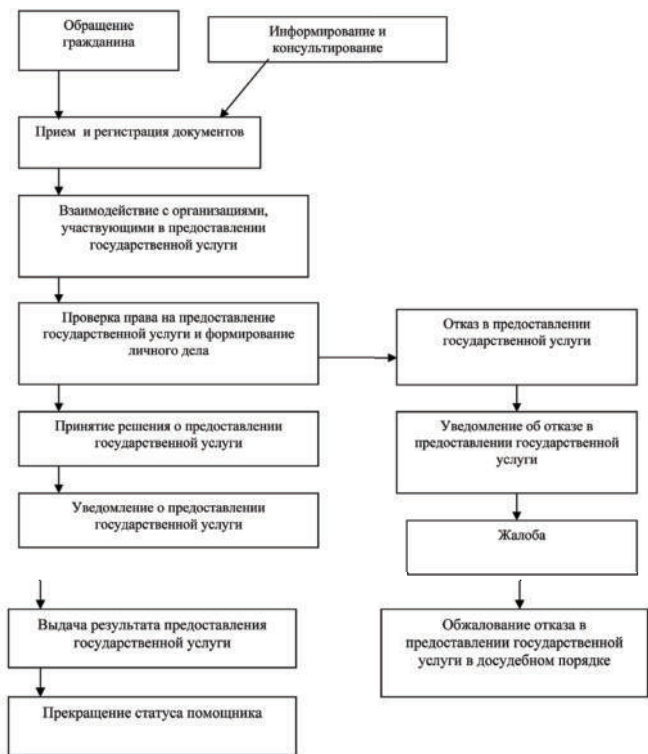 Обращение
гражданина
Информирование и
консультирование
Прием и регистрация документов
Взаимодействие с организациями,
участвующими в предоставлении
государственной услуги
Проверка права на предоставление
государственной услуги и формирование
личного дела
Отказ в предоставлении
государственной услуги
Принятие решения о предоставлении
государственной услуги
Уведомление об отказе в
предоставлении государственной
услуги
Уведомление о предоставлении
государственной услуги
Жалоба
Выдача результата предоставления
государственной услуги
Обжалование отказа в
предоставлении государственной
услуги в досудебном порядке
Прекращение статуса помощника